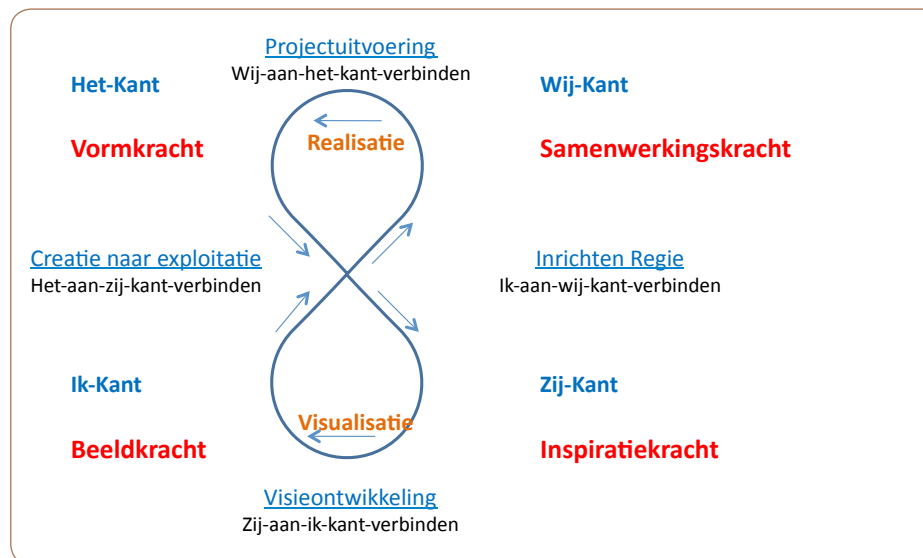 Projectuitvoering
Wij-aan-het-kant-verbinden
Het-Kant
Wij-Kant
Realisatie
Vormkracht
Samenwerkingskracht
Creatie naar exploitatie
Het-aan-zij-kant-verbinden
Inrichten Regie
Ik-aan-wij-kant-verbinden
Ik-Kant
Zij-Kant
Visualisatie
Beeldkracht
Inspiratiekracht
Visieontwikkeling
Zij-aan-ik-kant-verbinden